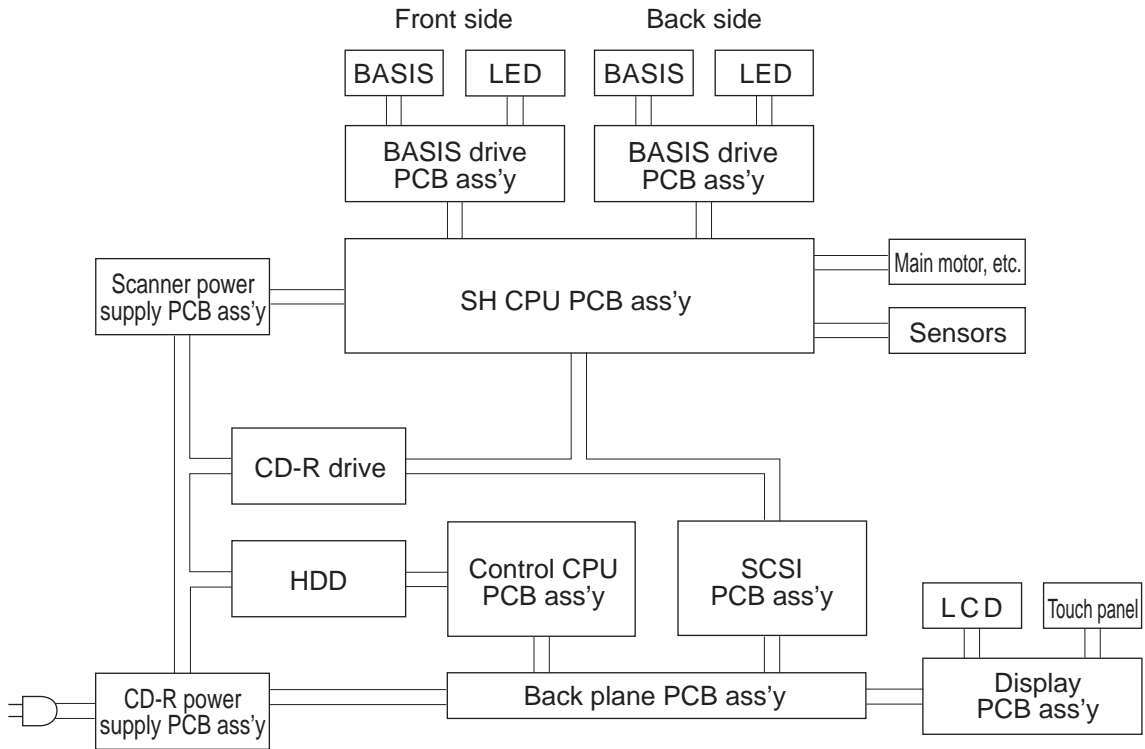 Front side
Back side
BASIS
LED
BASIS
LED
BASIS drive
PCB ass'y
BASIS drive
PCB ass'y
Scanner power
supply PCB ass'y
SH CPU PCB ass'y
Main motor, etc.
Sensors
CD-R drive
HDD
Control CPU
PCB ass'y
SCSI
PCB ass'y
LCD
Touch panel
CD-R power
supply PCB ass'y
Back plane PCB ass'y
Display
PCB ass'y